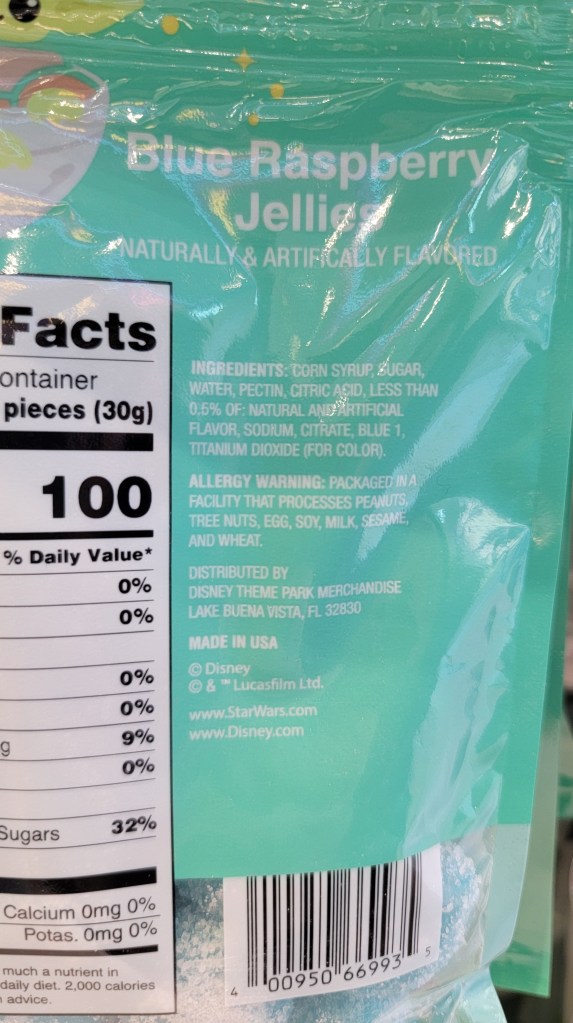 Blue Raspberry
Jellies
NATURALLY & ARTIFICALLY FLAVORED
Facts
ontainer
pieces (30g)
100
% Daily Value*
0%
0%
0%
0%
g 9%
0%
Sugars 32%
Calcium 0mg 0%
Potas. 0mg 0%
much a nutrient in
daily diet. 2,000 calories
advice.
INGREDIENTS: CORN SYRUP, SUGAR,
WATER, PECTIN, CITRIC ACID, LESS THAN
0.5% OF: NATURAL AND ARTIFICIAL
FLAVOR, SODIUM, CITRATE, BLUE 1,
TITANIUM DIOXIDE (FOR COLOR).
ALLERGY WARNING: PACKAGED IN A
FACILITY THAT PROCESSES PEANUTS,
TREE NUTS, EGG, SOY, MILK, SESAME,
AND WHEAT.
DISTRIBUTED BY
DISNEY THEME PARK MERCHANDISE
LAKE BUENA VISTA, FL 32830
MADE IN USA
© Disney
© & ™ Lucasfilm Ltd.
www.StarWars.com
www.Disney.com
4 00950 66993 5